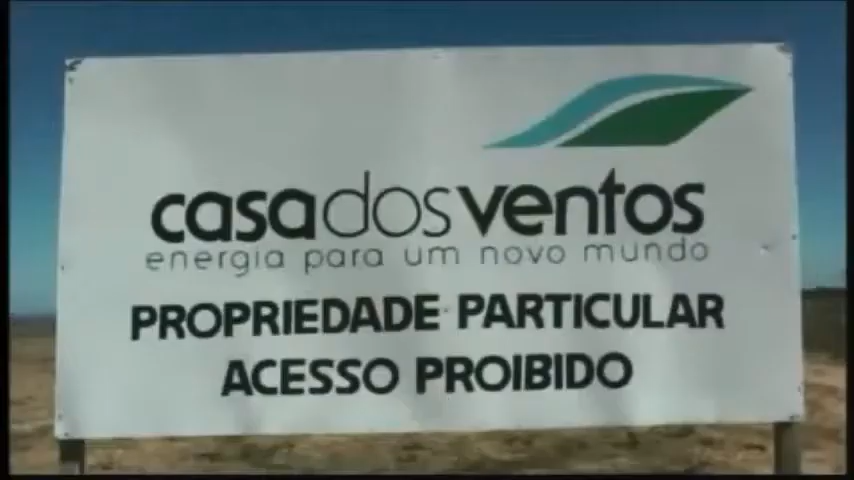 casadosventos
energia para um novo mundo
PROPRIEDADE PARTICULAR
ACESSO PROIBIDO